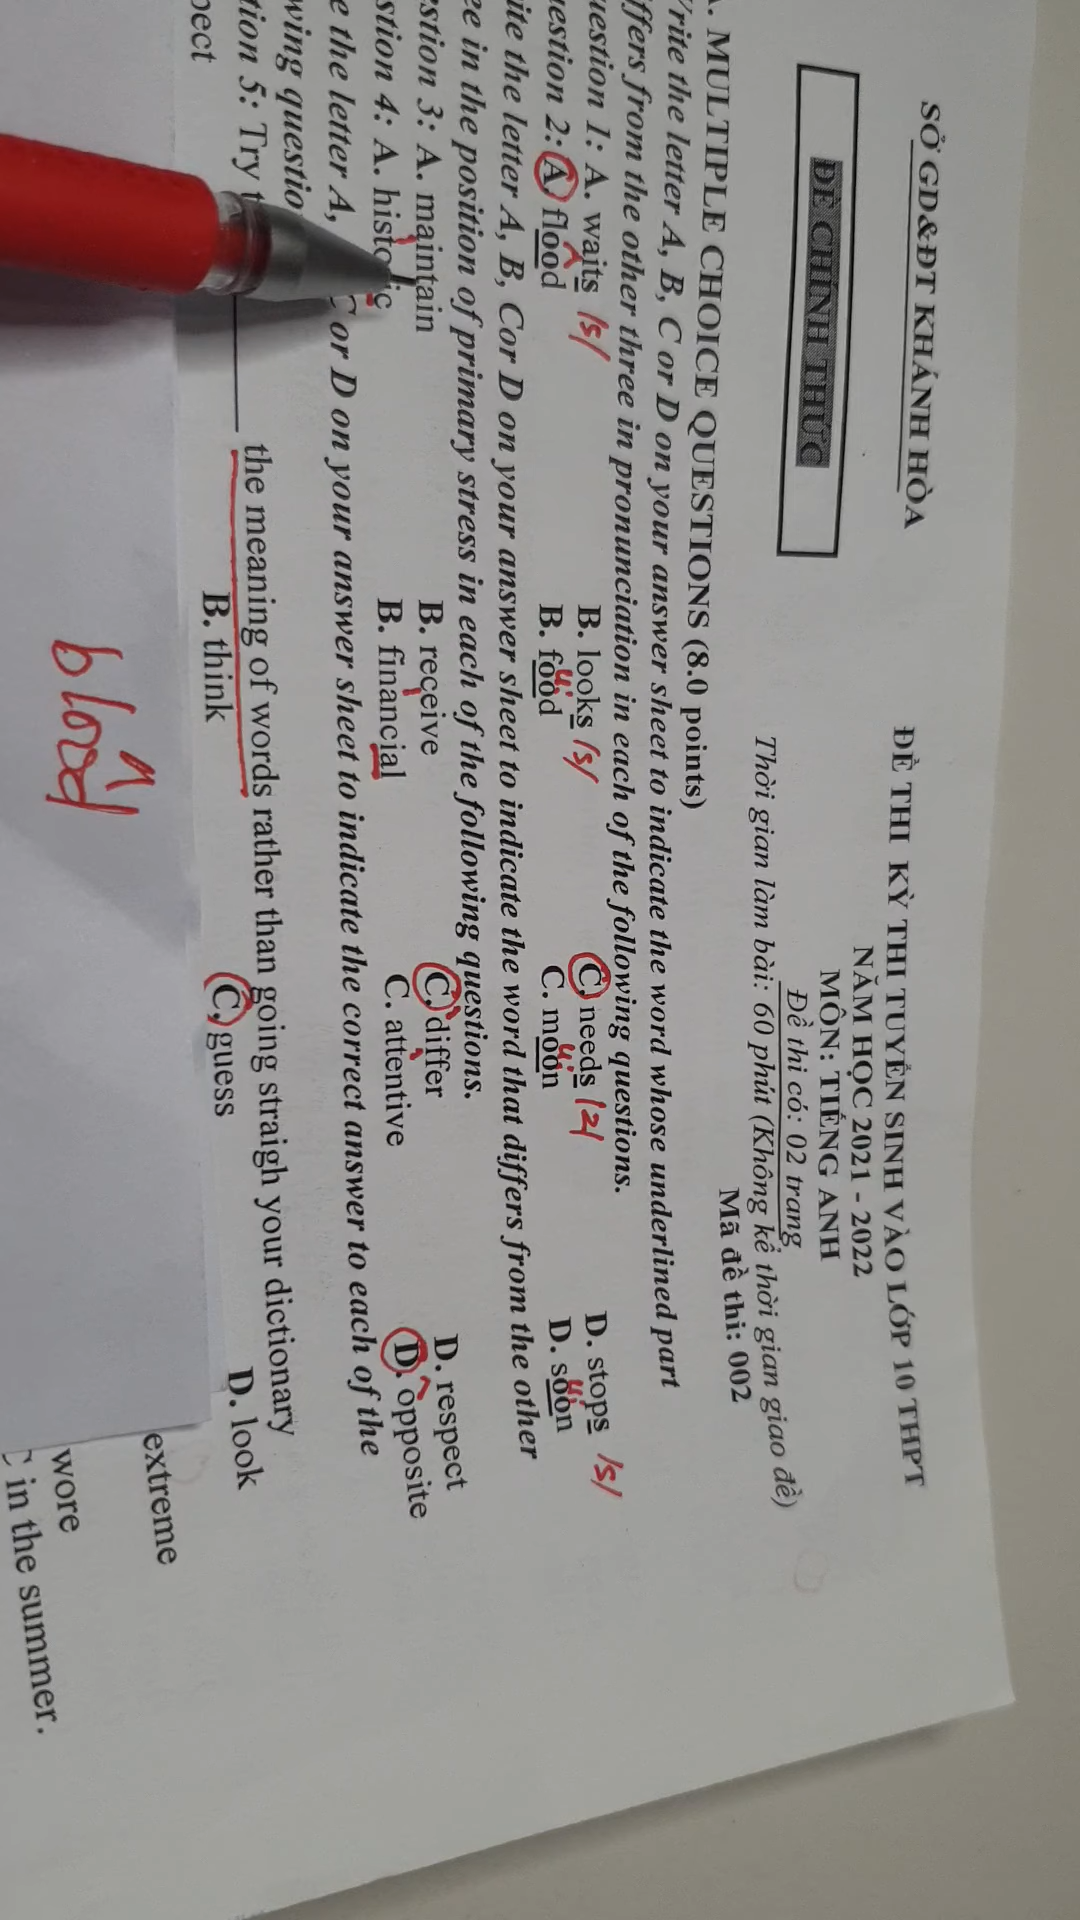 SỞ GD&ĐT KHÁNH HÒA
ĐỀ CHÍNH THỨC
ĐỀ THI KỲ THI TUYỂN SINH VÀO LỚP 10 THPT
NĂM HỌC 2021 - 2022
MÔN: TIẾNG ANH
Đề thi có: 02 trang
Thời gian làm bài: 60 phút (Không kể thời gian giao đề)
Mã đề thi: 002
. MULTIPLE CHOICE QUESTIONS (8.0 points)
Write the letter A, B, C or D on your answer sheet to indicate the word whose underlined part
ffers from the other three in pronunciation in each of the following questions.
uestion 1: A. waits /s/ B. looks /s/ C. needs /z/ D. stops /s/
uestion 2: A. flood ʌ B. food u: C. moon u: D. soon u:
ite the letter A, B, C or D on your answer sheet to indicate the word that differs from the other
ee in the position of primary stress in each of the following questions.
stion 3: A. maintain B. receive C. differ D. respect
stion 4: A. B. financial C. attentive D. opposite
e the letter A, C or D on your answer sheet to indicate the correct answer to each of the
wing questio
tion 5: Try the meaning of words rather than going straigh your dictionary
pect B. think C. guess D. look
blood ʌ
extreme
wore
in the summer.